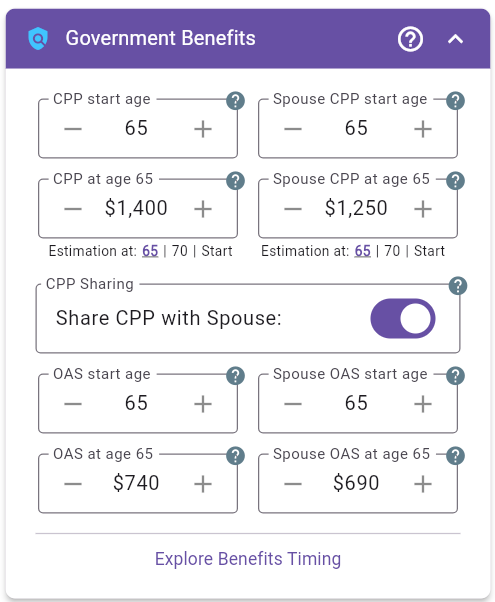 Government Benefits
CPP start age
Spouse CPP start age
65
65
CPP at age 65
Spouse CPP at age 65
$1,400
$1,250
Estimation at: 65 | 70 | Start
Estimation at: 65 | 70 | Start
CPP Sharing
Share CPP with Spouse:
OAS start age
Spouse OAS start age
65
65
OAS at age 65
Spouse OAS at age 65
$740
$690
Explore Benefits Timing